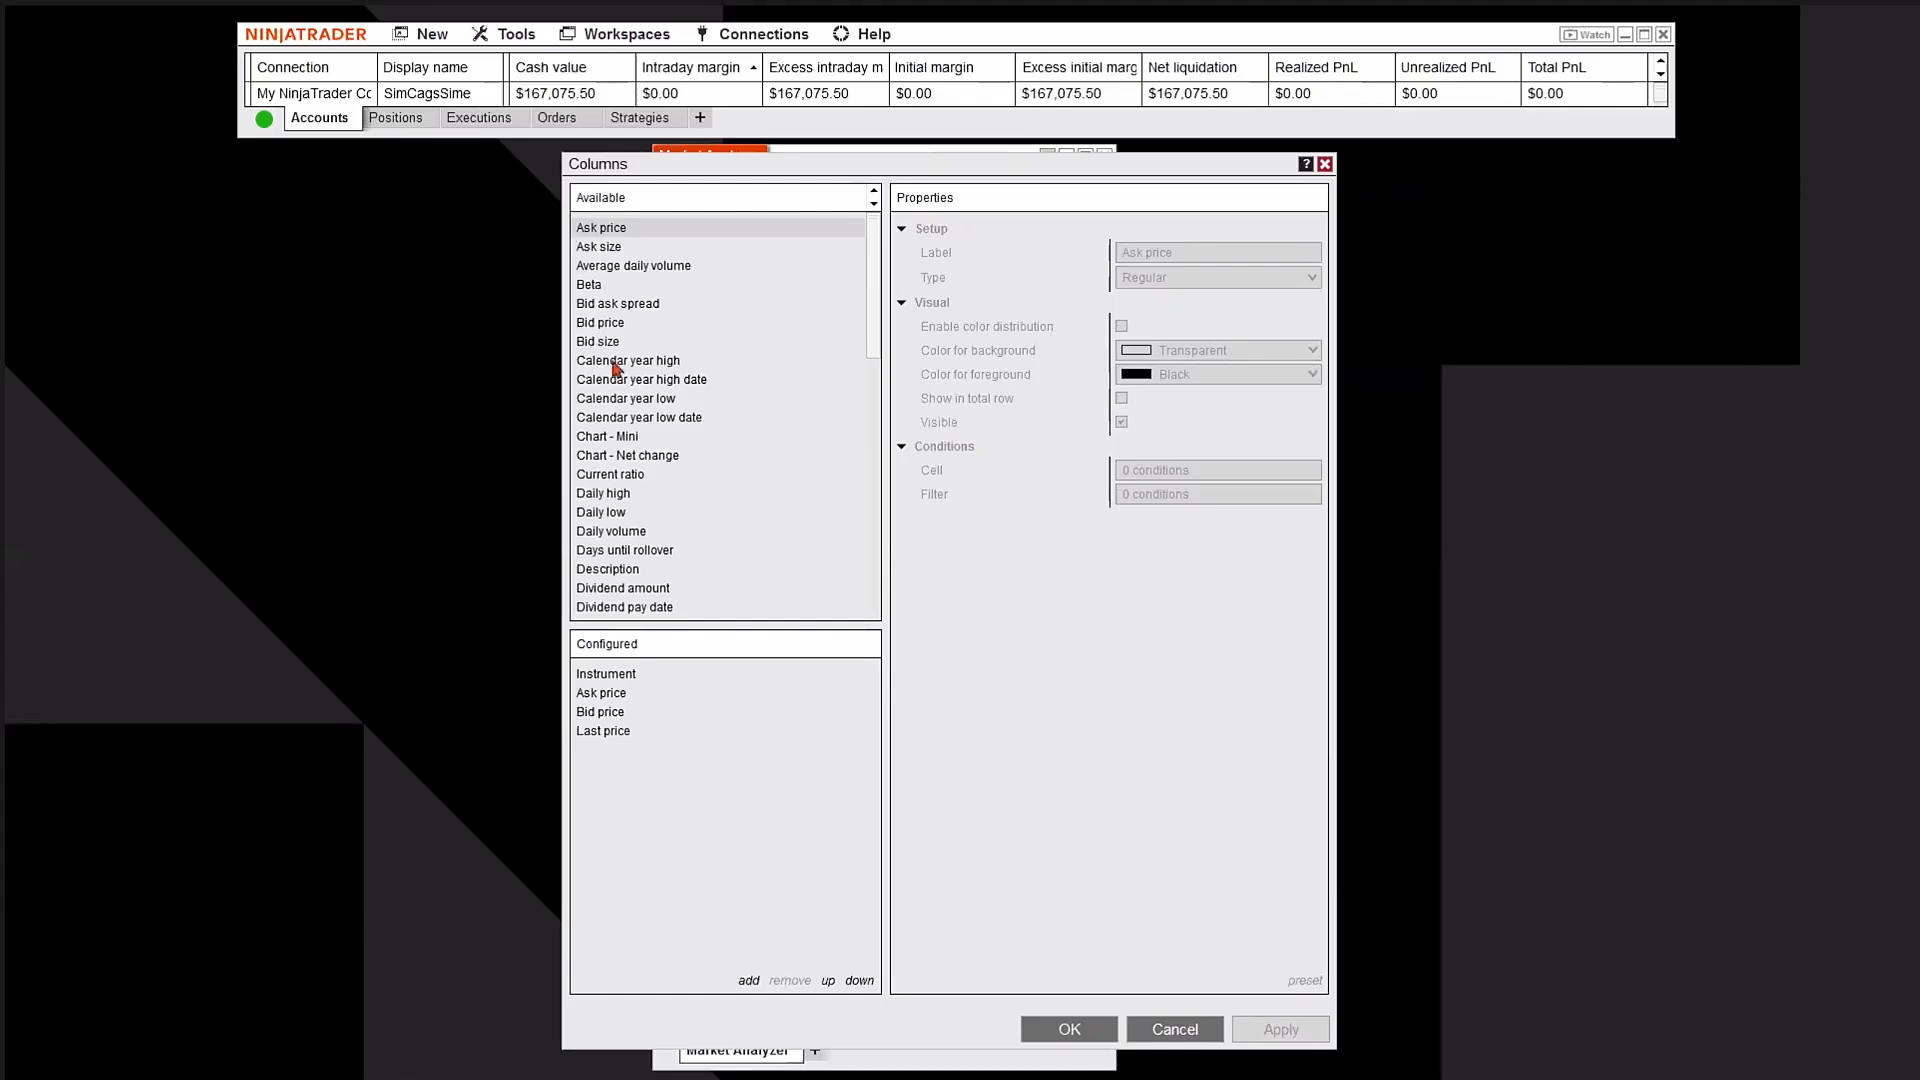 NINJATRADER New Tools Workspaces Connections Help Watch
Connection Display name Cash value Intraday margin Excess intraday m Initial margin Excess initial marg Net liquidation Realized PnL Unrealized PnL Total PnL
My NinjaTrader Cc SimCagsSime $167,075.50 $0.00 $167,075.50 $0.00 $167,075.50 $167,075.50 $0.00 $0.00 $0.00
Accounts Positions Executions Orders Strategies +
Columns ?
Available
Ask price
Ask size
Average daily volume
Beta
Bid ask spread
Bid price
Bid size
Calendar year high
Calendar year high date
Calendar year low
Calendar year low date
Chart - Mini
Chart - Net change
Current ratio
Daily high
Daily low
Daily volume
Days until rollover
Description
Dividend amount
Dividend pay date
Configured
Instrument
Ask price
Bid price
Last price
add remove up down
Properties
Setup
Label Ask price
Type Regular
Visual
Enable color distribution
Color for background Transparent
Color for foreground Black
Show in total row
Visible
Conditions
Cell 0 conditions
Filter 0 conditions
preset
OK Cancel Apply
Market Analyzer +